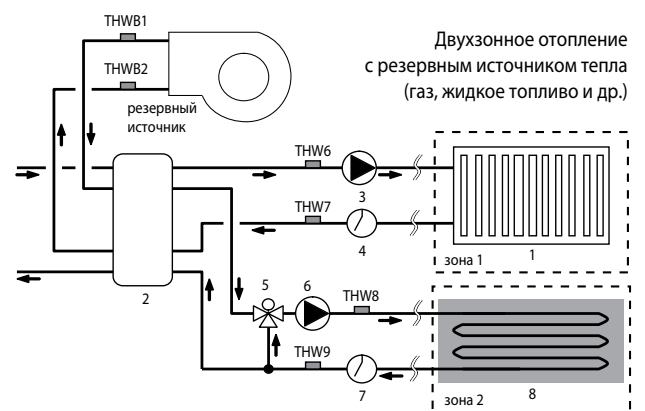 THWB1
Двухзонное отопление
с резервным источником тепла
(газ, жидкое топливо и др.)
THWB2
резервный
источник
THW6
3
THW7
4
зона 1
1
2
5
6
THW8
THW9
7
зона 2
8